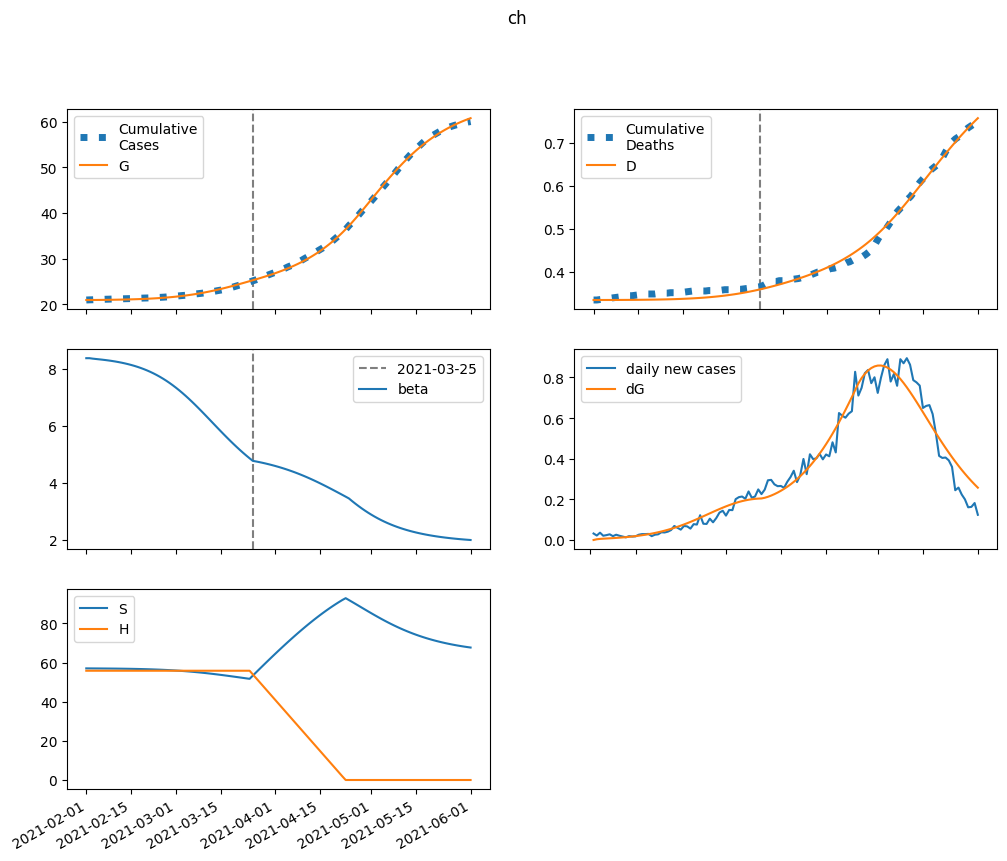 ch
60
50
40
30
20
Cumulative
Cases
G
0.7
0.6
0.5
0.4
Cumulative
Deaths
D
8
6
4
2
2021-03-25
beta
0.8
0.6
0.4
0.2
0.0
daily new cases
dG
80
60
40
20
0
S
H
2021-02-01
2021-02-15
2021-03-01
2021-03-15
2021-04-01
2021-04-15
2021-05-01
2021-05-15
2021-06-01